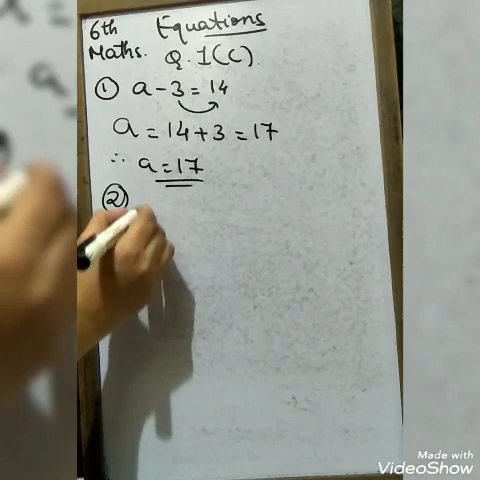 6th Equations
Maths. Q.1(C)
① a - 3 = 14
a = 14 + 3 = 17
∴ a = 17
②
Made with
VideoShow